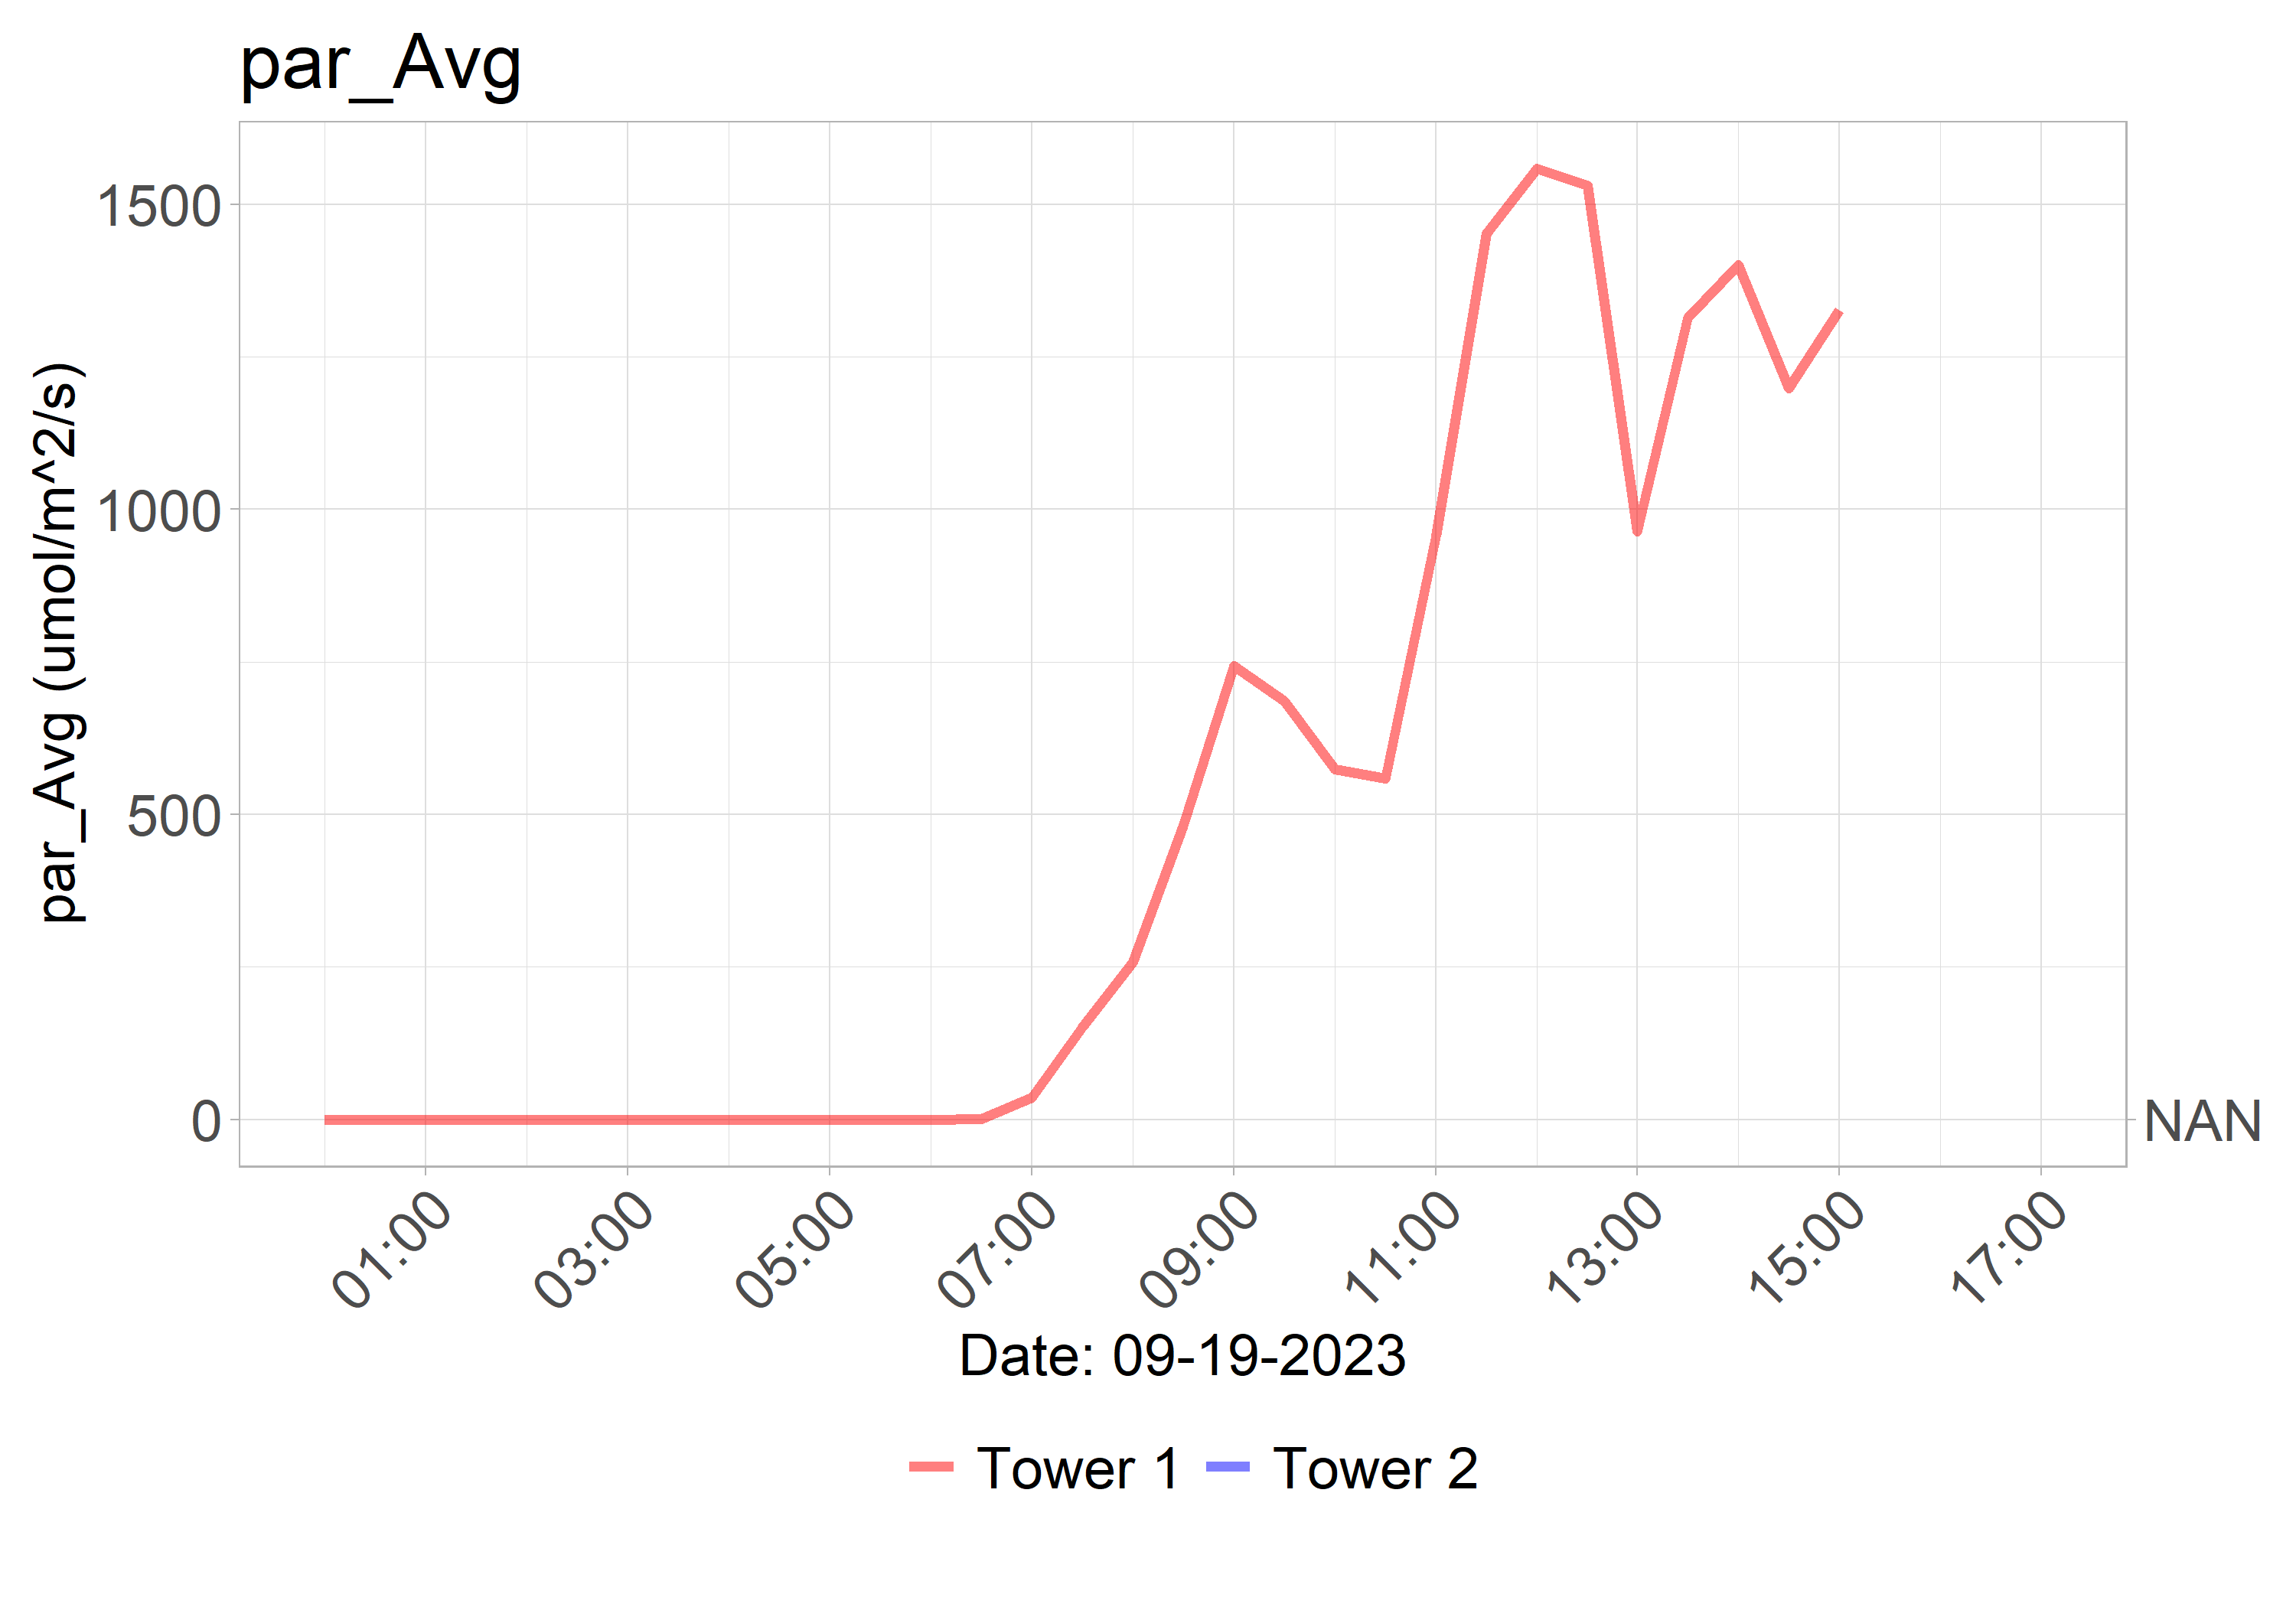 par_Avg
par_Avg (umol/m^2/s)
1500
1000
500
0
NAN
01:00
03:00
05:00
07:00
09:00
11:00
13:00
15:00
17:00
Date: 09-19-2023
Tower 1
Tower 2